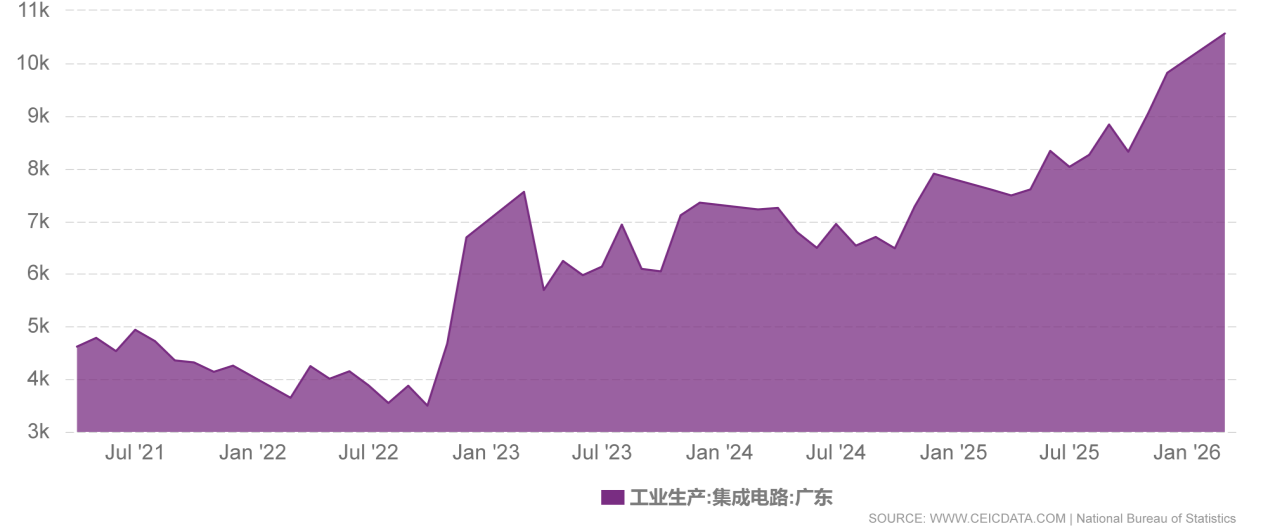 11k
10k
9k
8k
7k
6k
5k
4k
3k
Jul '21 Jan '22 Jul '22 Jan '23 Jul '23 Jan '24 Jul '24 Jan '25 Jul '25 Jan '26
工业生产:集成电路:广东
SOURCE: WWW.CEICDATA.COM | National Bureau of Statistics